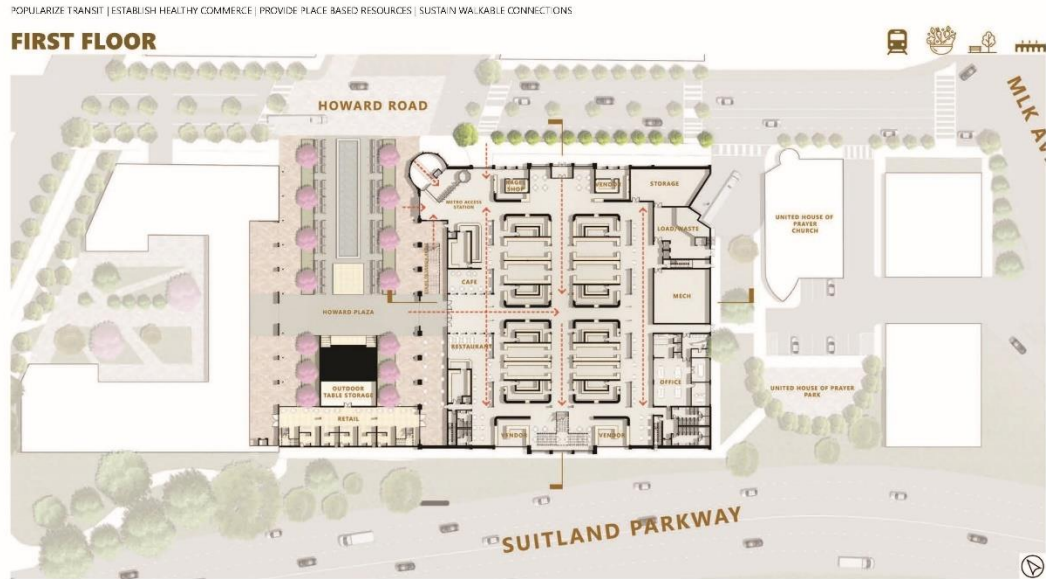 POPULARIZE TRANSIT | ESTABLISH HEALTHY COMMERCE | PROVIDE PLACE BASED RESOURCES | SUSTAIN WALKABLE CONNECTIONS
FIRST FLOOR
HOWARD ROAD
MLK AV
VENDOR
STORAGE
METRO ACCESS
STATION
LOAD/WASTE
UNITED HOUSE OF
PRAYER
CHURCH
CAFE
MECH
HOWARD PLAZA
RESTAURANT
OFFICE
OUTDOOR
TABLE STORAGE
UNITED HOUSE OF PRAYER
PARK
RETAIL
VENDOR
VENDOR
SUITLAND PARKWAY